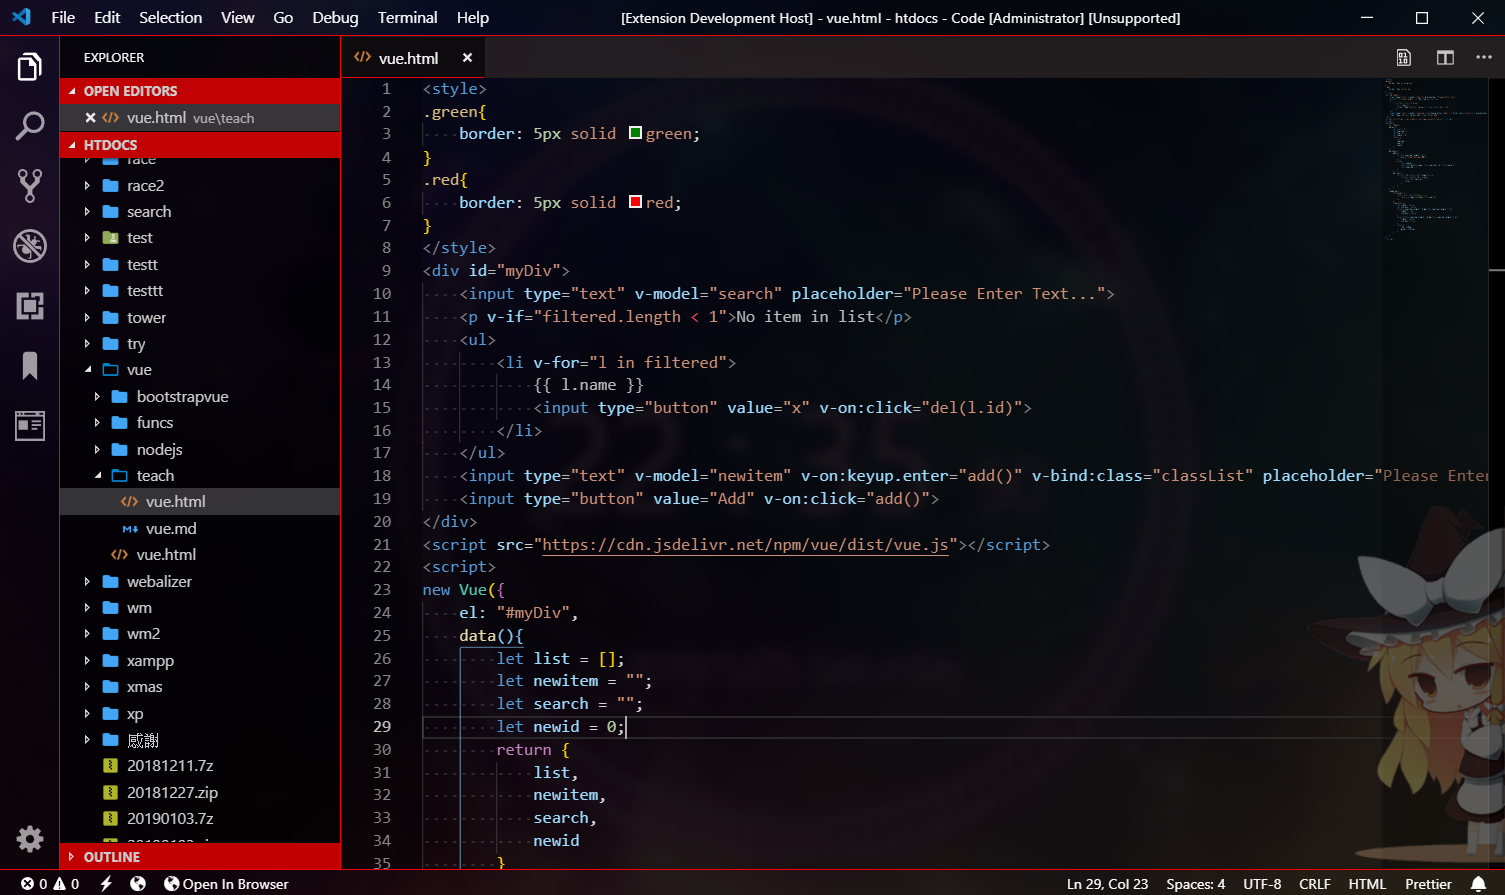 File Edit Selection View Go Debug Terminal Help [Extension Development Host] - vue.html - htdocs - Code [Administrator] [Unsupported]
EXPLORER
OPEN EDITORS
vue.html vue\teach
HTDOCS
race
race2
search
test
testt
testtt
tower
try
vue
bootstrapvue
funcs
nodejs
teach
vue.html
vue.md
vue.html
webalizer
wm
wm2
xampp
xmas
xp
感謝
20181211.7z
20181227.zip
20190103.7z
OUTLINE
vue.html
1 <style>
2 .green{
3 border: 5px solid green;
4 }
5 .red{
6 border: 5px solid red;
7 }
8 </style>
9 <div id="myDiv">
10 <input type="text" v-model="search" placeholder="Please Enter Text...">
11 <p v-if="filtered.length < 1">No item in list</p>
12 <ul>
13 <li v-for="l in filtered">
14 {{ l.name }}
15 <input type="button" value="x" v-on:click="del(l.id)">
16 </li>
17 </ul>
18 <input type="text" v-model="newitem" v-on:keyup.enter="add()" v-bind:class="classList" placeholder="Please Enter
19 <input type="button" value="Add" v-on:click="add()">
20 </div>
21 <script src="https://cdn.jsdelivr.net/npm/vue/dist/vue.js"></script>
22 <script>
23 new Vue({
24 el: "#myDiv",
25 data(){
26 let list = [];
27 let newitem = "";
28 let search = "";
29 let newid = 0;
30 return {
31 list,
32 newitem,
33 search,
34 newid
35 }
0 0 Open In Browser Ln 29, Col 23 Spaces: 4 UTF-8 CRLF HTML Prettier